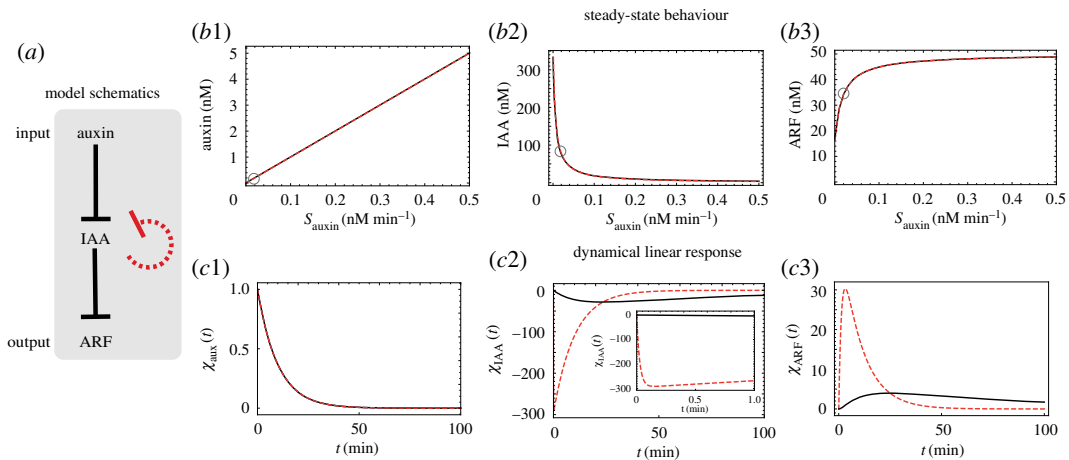 steady-state behaviour
(a)
model schematics
input
auxin
IAA
output
ARF
(b1)
auxin (nM)
5
4
3
2
1
0
0.1 0.2 0.3 0.4 0.5
S_auxin (nM min⁻¹)
(b2)
IAA (nM)
300
200
100
0 0.1 0.2 0.3 0.4 0.5
S_auxin (nM min⁻¹)
(b3)
ARF (nM)
50
40
30
20
10
0
0 0.1 0.2 0.3 0.4 0.5
S_auxin (nM min⁻¹)
dynamical linear response
(c1)
χ_aux(t)
1.0
0.5
0
0 100
t (min)
(c2)
χ_IAA(t)
0
−100
−200
−300
0 50 100
t (min)
χ_IAA(t)
0
−100
−200
−300
0 0.5 1.0
t (min)
(c3)
χ_ARF(t)
30
20
10
0
0 50 100
t (min)